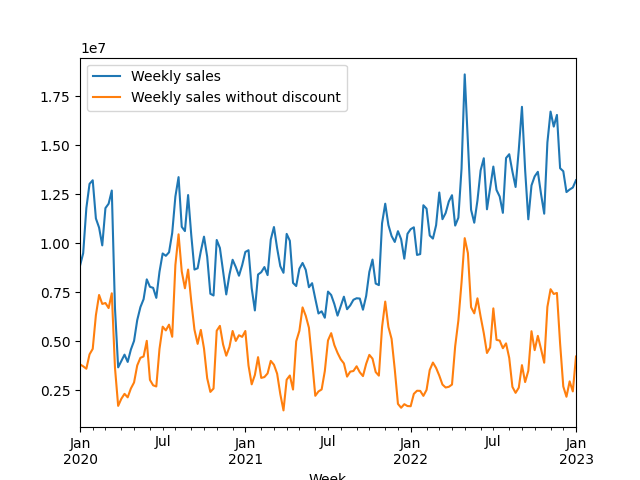 1e7
Weekly sales
Weekly sales without discount
1.75
1.50
1.25
1.00
0.75
0.50
0.25
Jan Jul Jan Jul Jan Jul Jan
2020 2021 2022 2023
Week